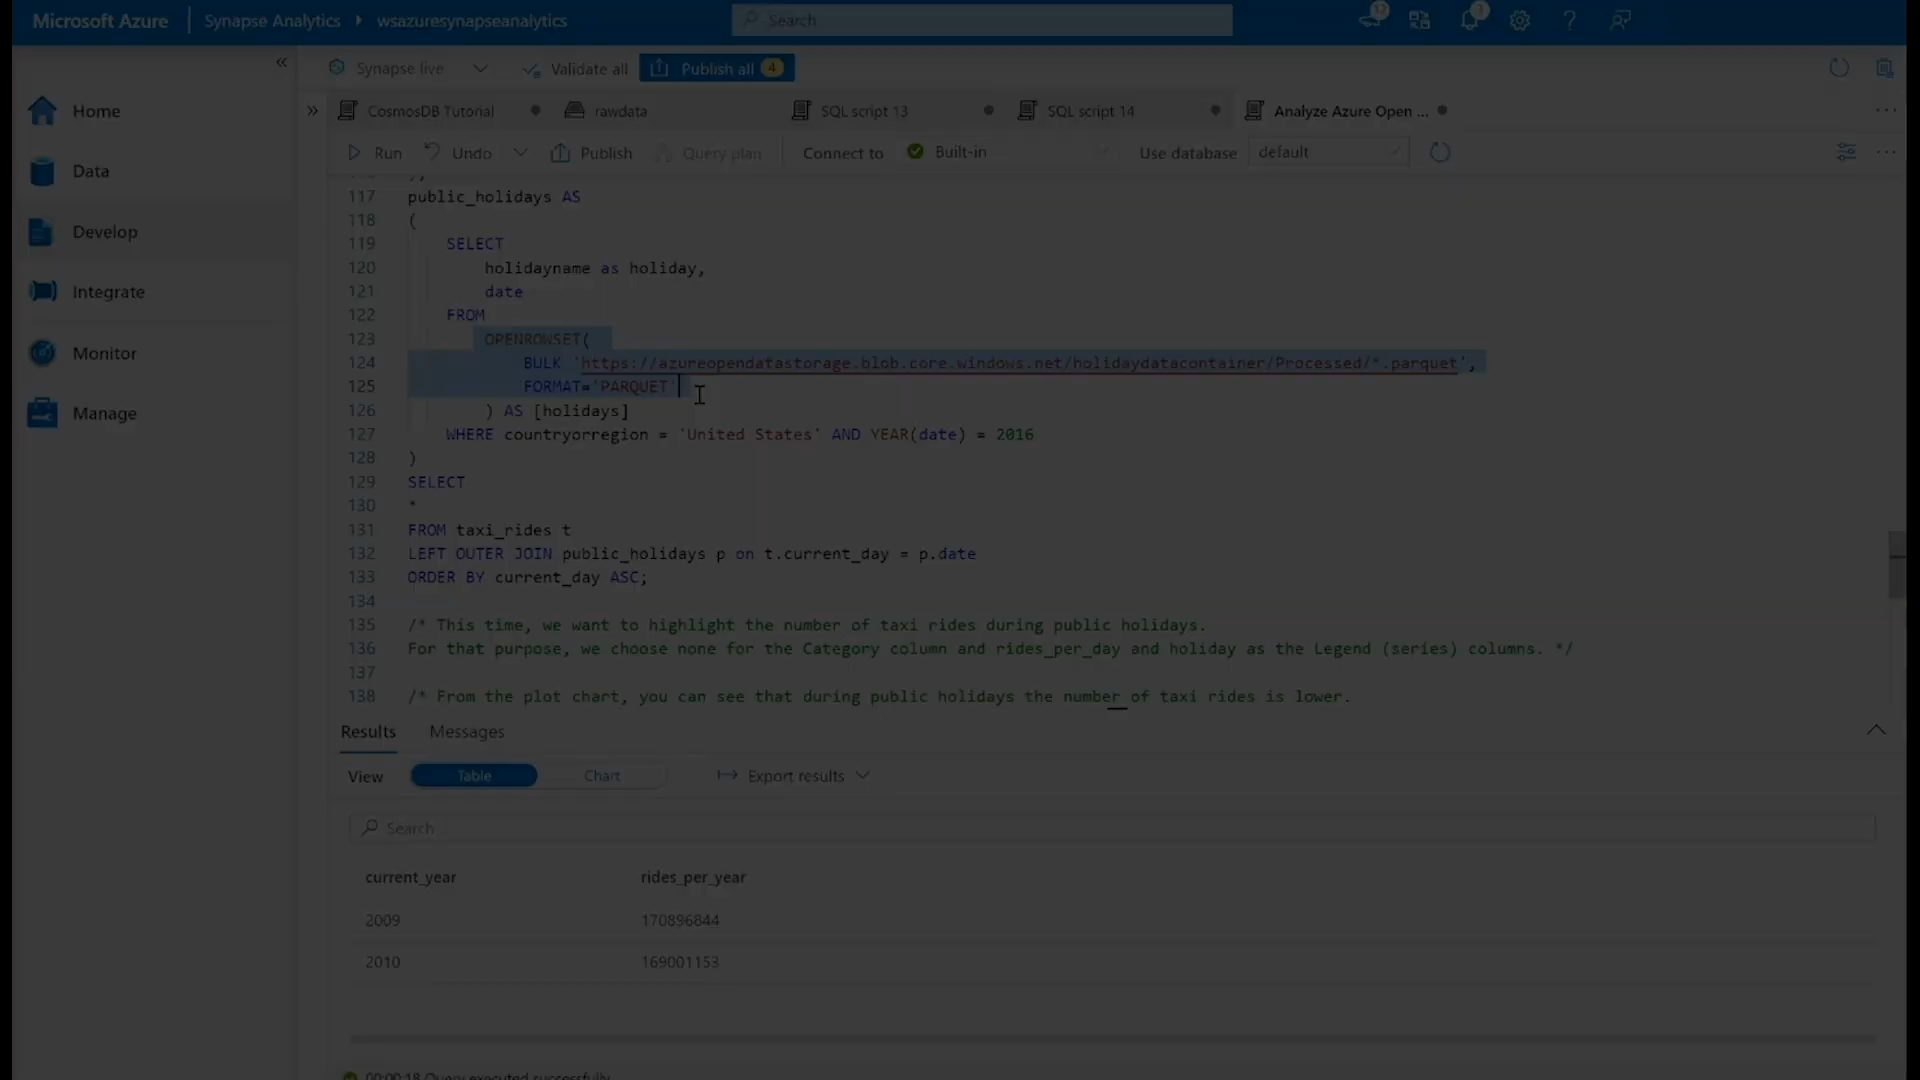 Microsoft Azure Synapse Analytics wsazuresynapseanalytics Search 12 1 ?
« Synapse live Validate all Publish all 4
Home
Data
Develop
Integrate
Monitor
Manage
» CosmosDB Tutorial rawdata SQL script 13 SQL script 14 Analyze Azure Open ... ...
Run Undo Publish Query plan Connect to Built-in Use database default ...
117 public_holidays AS
118 (
119 SELECT
120 holidayname as holiday,
121 date
122 FROM
123 OPENROWSET(
124 BULK 'https://azureopendatastorage.blob.core.windows.net/holidaydatacontainer/Processed/*.parquet',
125 FORMAT='PARQUET'
126 ) AS [holidays]
127 WHERE countryorregion = 'United States' AND YEAR(date) = 2016
128 )
129 SELECT
130 *
131 FROM taxi_rides t
132 LEFT OUTER JOIN public_holidays p on t.current_day = p.date
133 ORDER BY current_day ASC;
134
135 /* This time, we want to highlight the number of taxi rides during public holidays.
136 For that purpose, we choose none for the Category column and rides_per_day and holiday as the Legend (series) columns. */
137
138 /* From the plot chart, you can see that during public holidays the number of taxi rides is lower.
Results Messages
View Table Chart Export results
Search
current_year rides_per_year
2009 170896844
2010 169001153
00:00:18 Query executed successfully